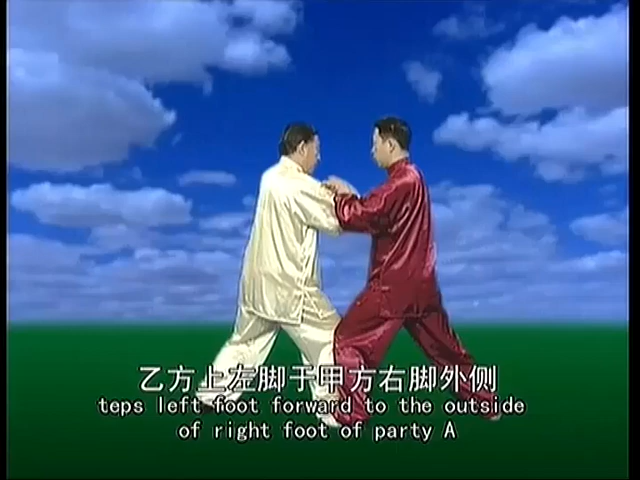 乙方上左脚于甲方右脚外侧
teps left foot forward to the outside
of right foot of party A